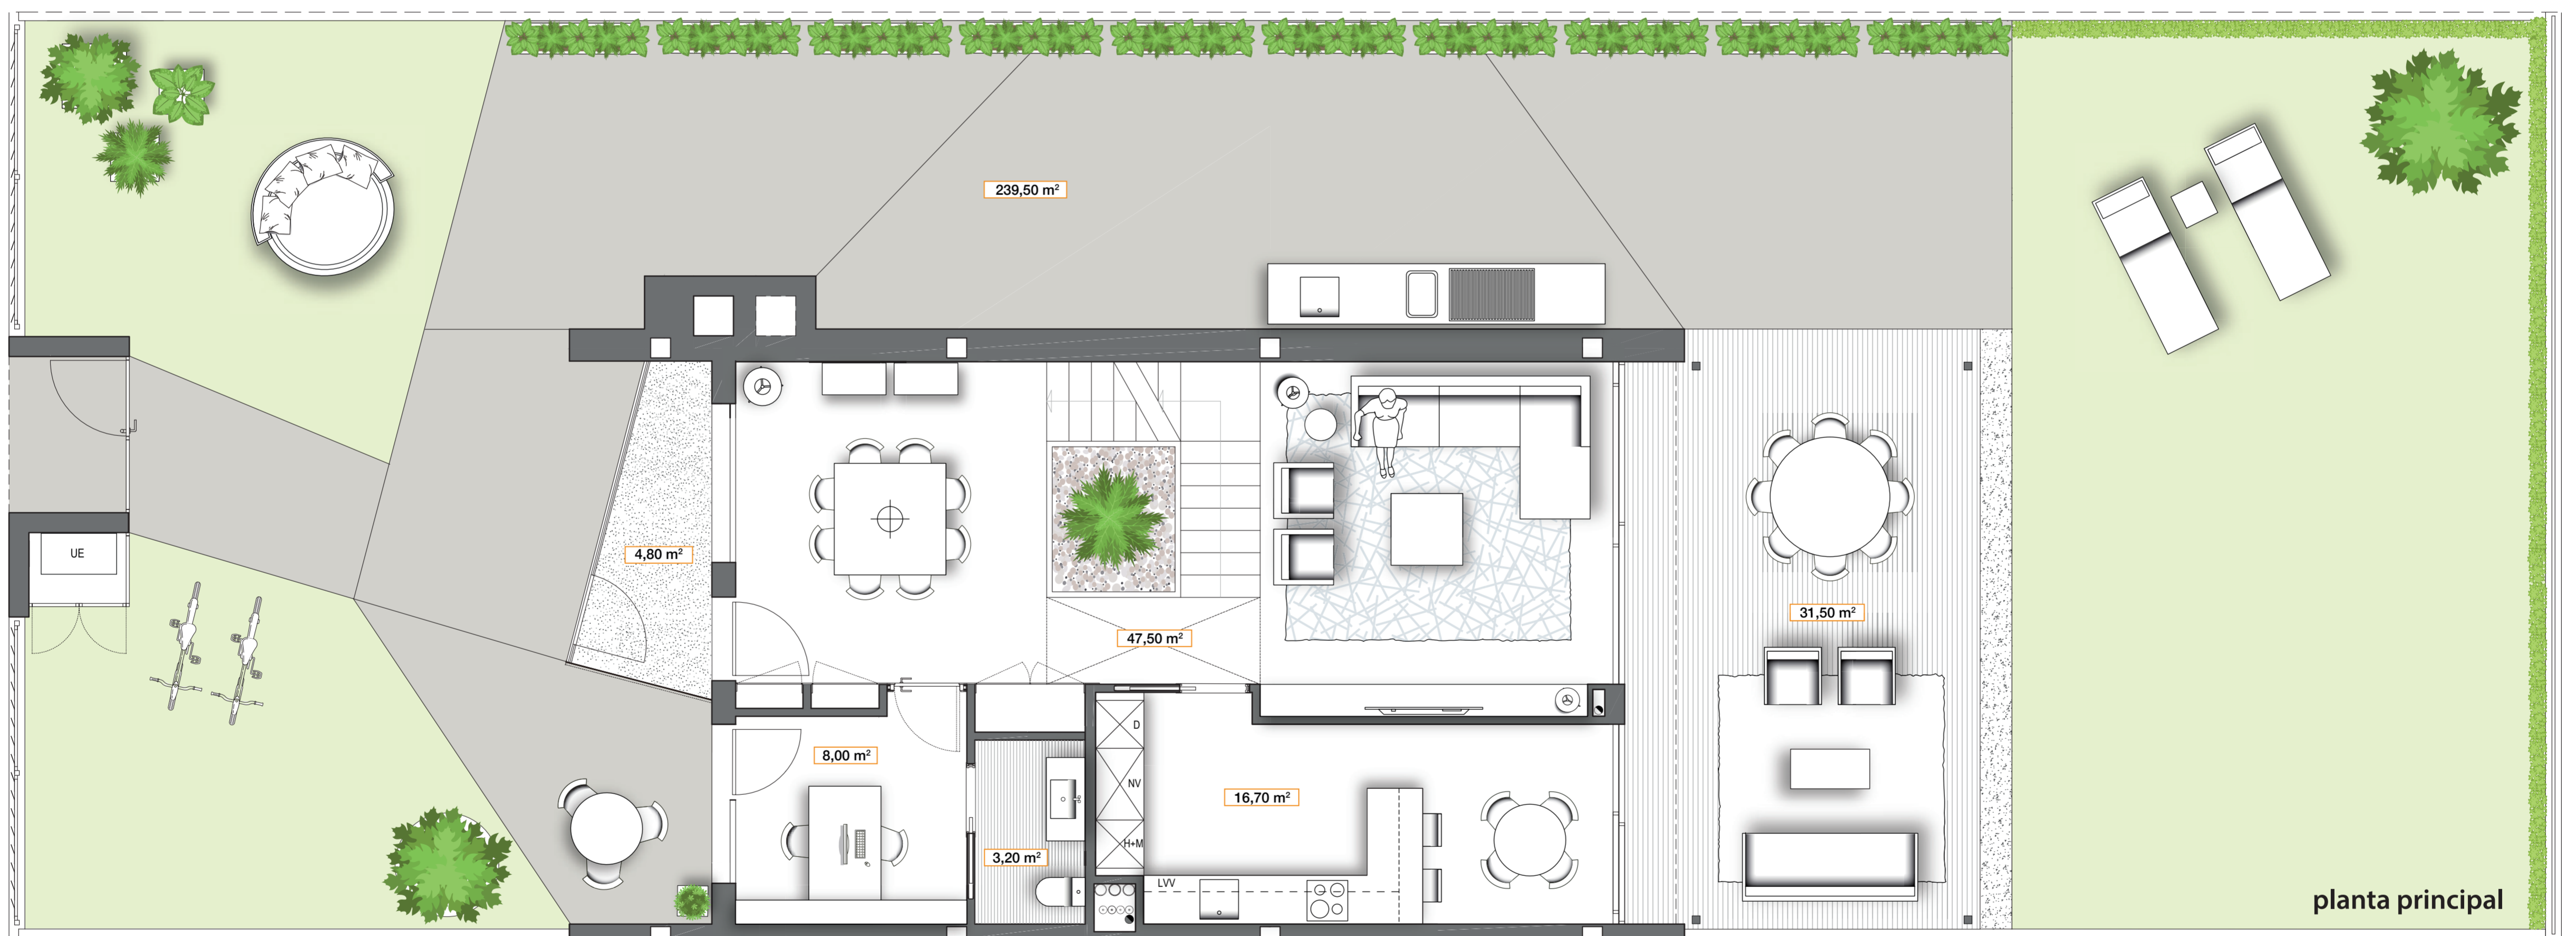 239,50 m²
UE
4,80 m²
31,50 m²
47,50 m²
D
8,00 m²
NV
16,70 m²
H+M
3,20 m²
LVV
planta principal